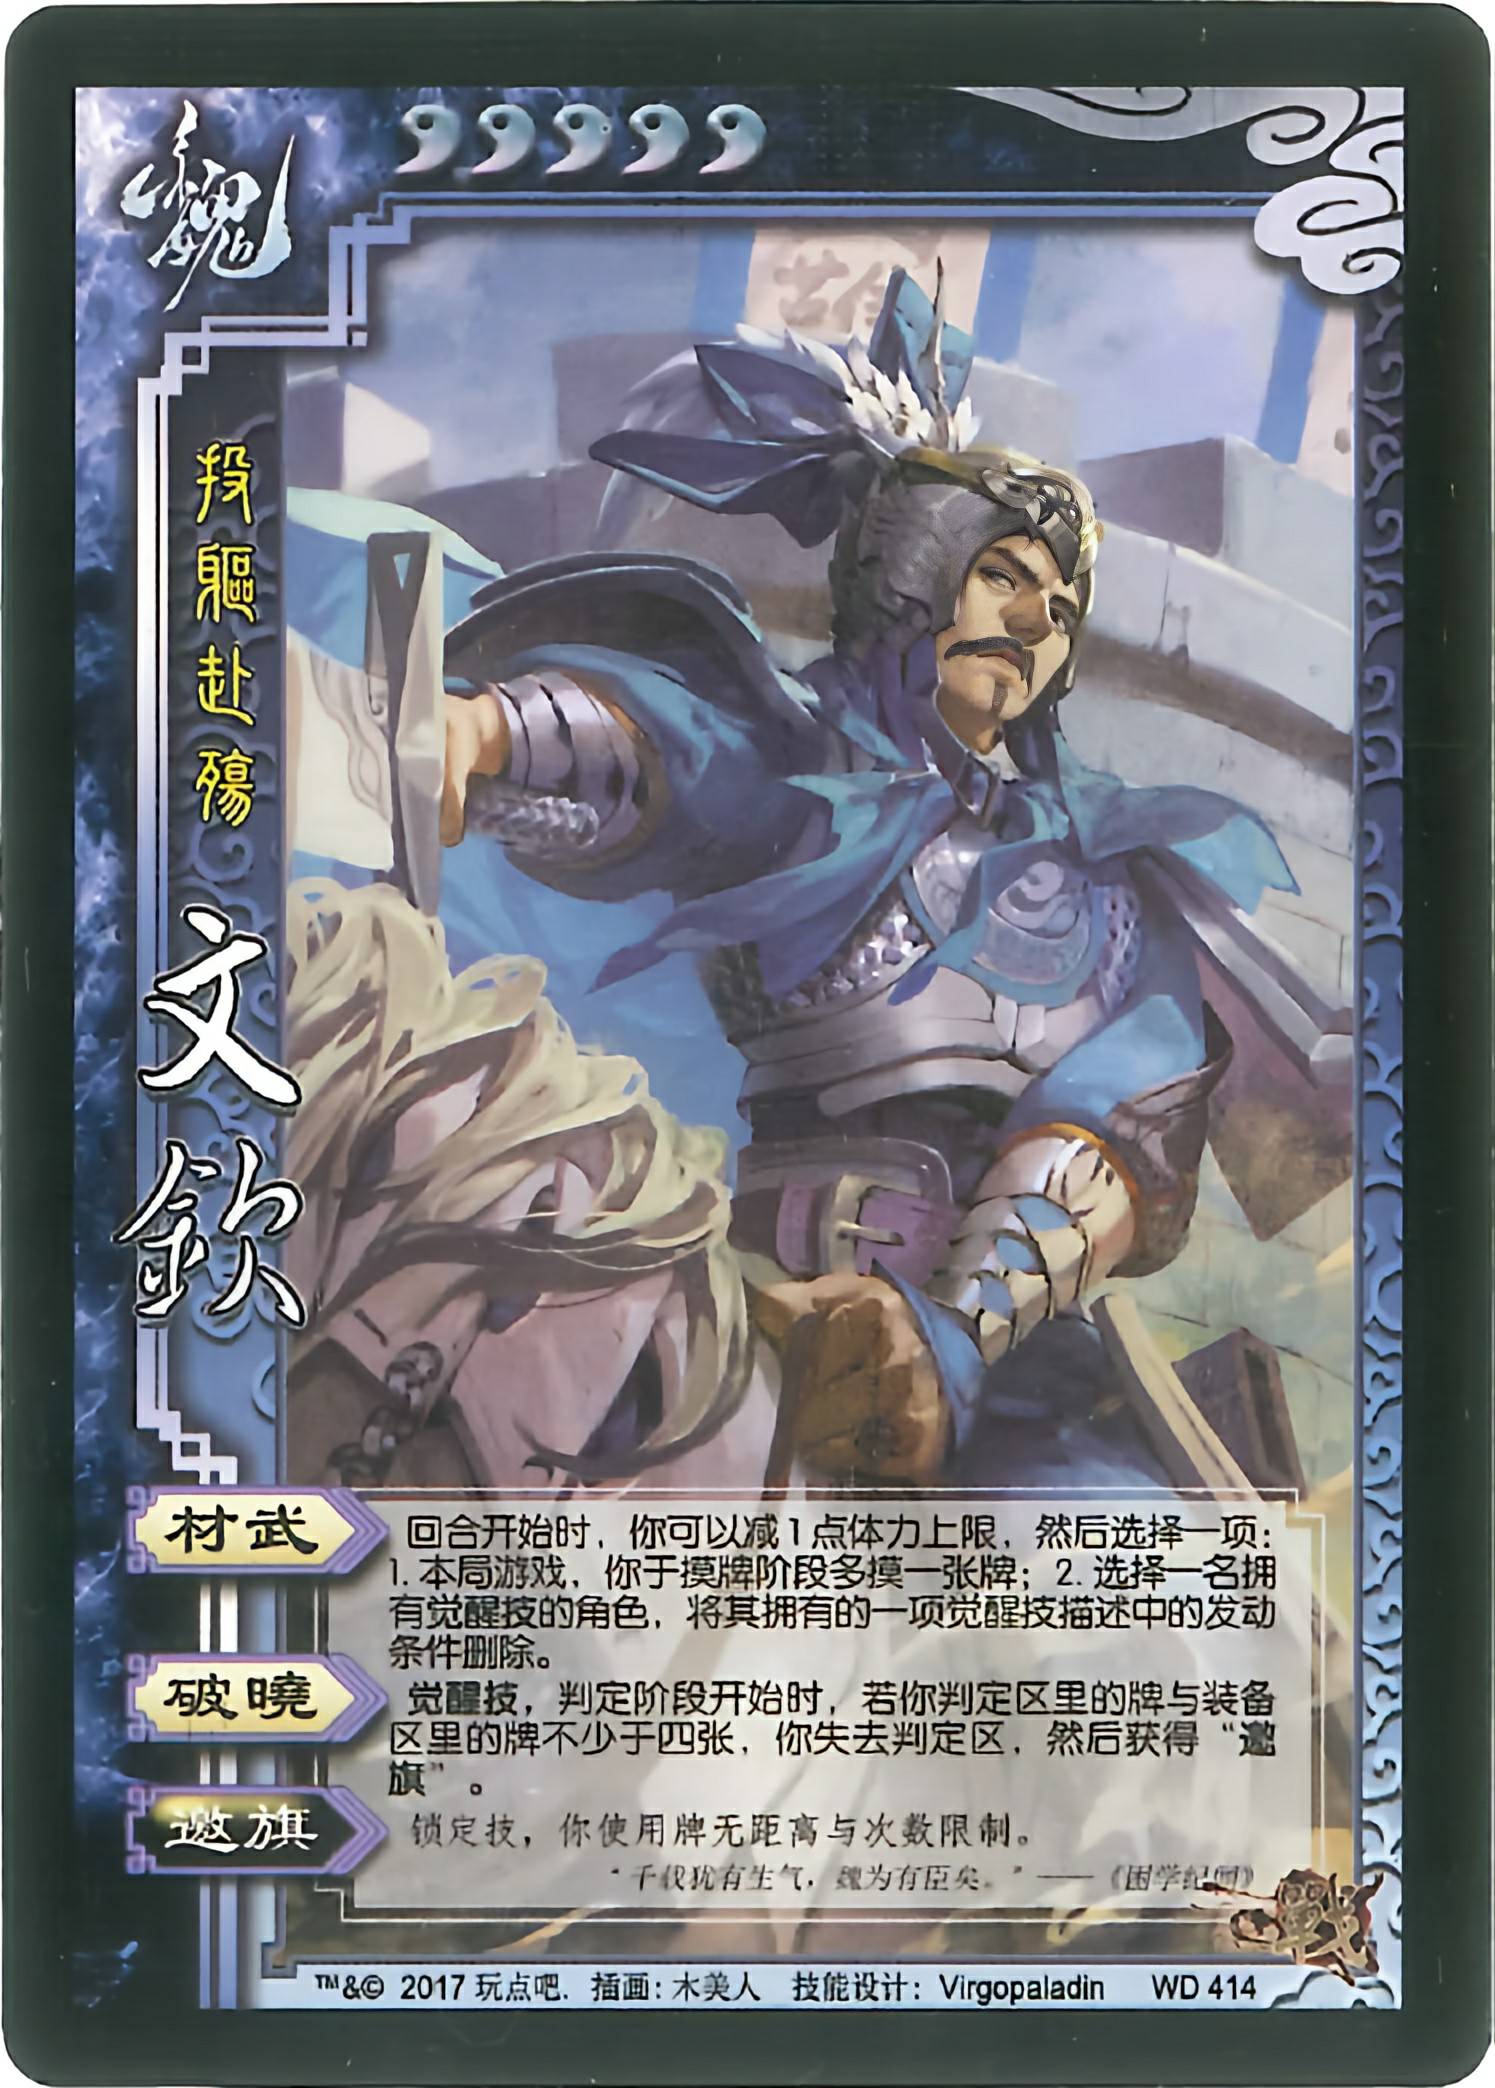 魏
投軀赴殤
文欽
材武
回合开始时，你可以减1点体力上限，然后选择一项：
1.本局游戏，你于摸牌阶段多摸一张牌；2.选择一名拥
有觉醒技的角色，将其拥有的一项觉醒技描述中的发动
条件删除。
破曉
觉醒技，判定阶段开始时，若你判定区里的牌与装备
区里的牌不少于四张，你失去判定区，然后获得“邀
旗”。
邀旗
锁定技，你使用牌无距离与次数限制。
“千载犹有生气，魏为有臣矣。”——《困学纪闻》
戰
™&© 2017 玩点吧. 插画: 木美人 技能设计: Virgopaladin WD 414